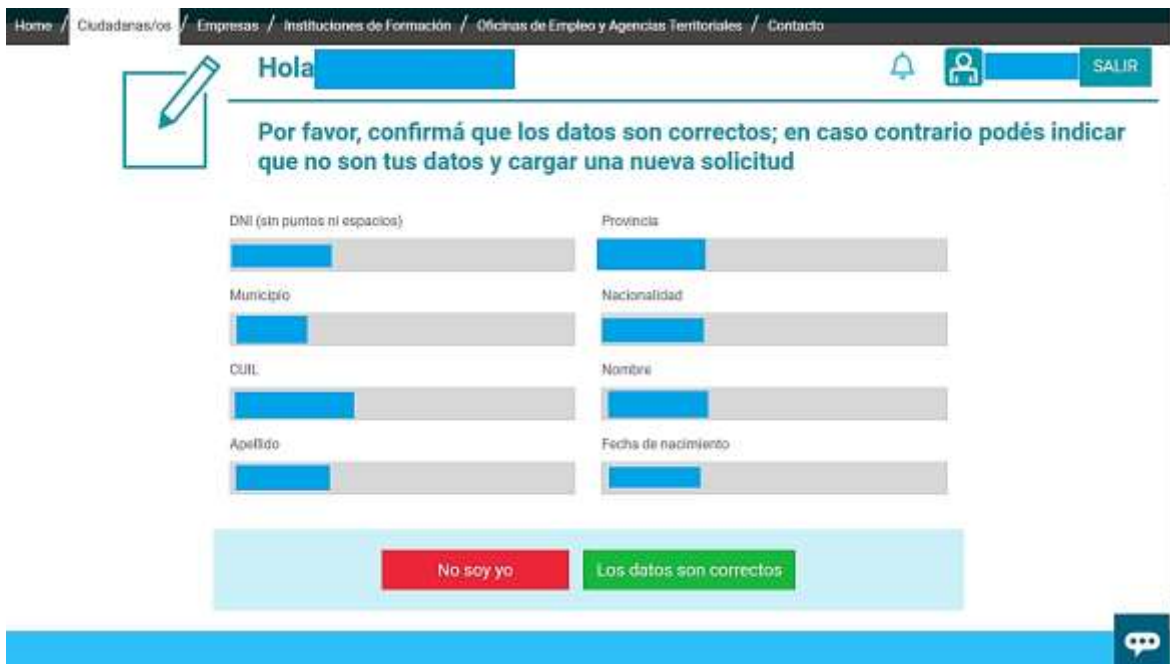 Home / Ciudadanas/os / Empresas / Instituciones de Formación / Oficinas de Empleo y Agencias Territoriales / Contacto
Hola
SALIR
Por favor, confirmá que los datos son correctos; en caso contrario podés indicar
que no son tus datos y cargar una nueva solicitud
DNI (sin puntos ni espacios) Provincia
Municipio Nacionalidad
CUIL Nombre
Apellido Fecha de nacimiento
No soy yo Los datos son correctos